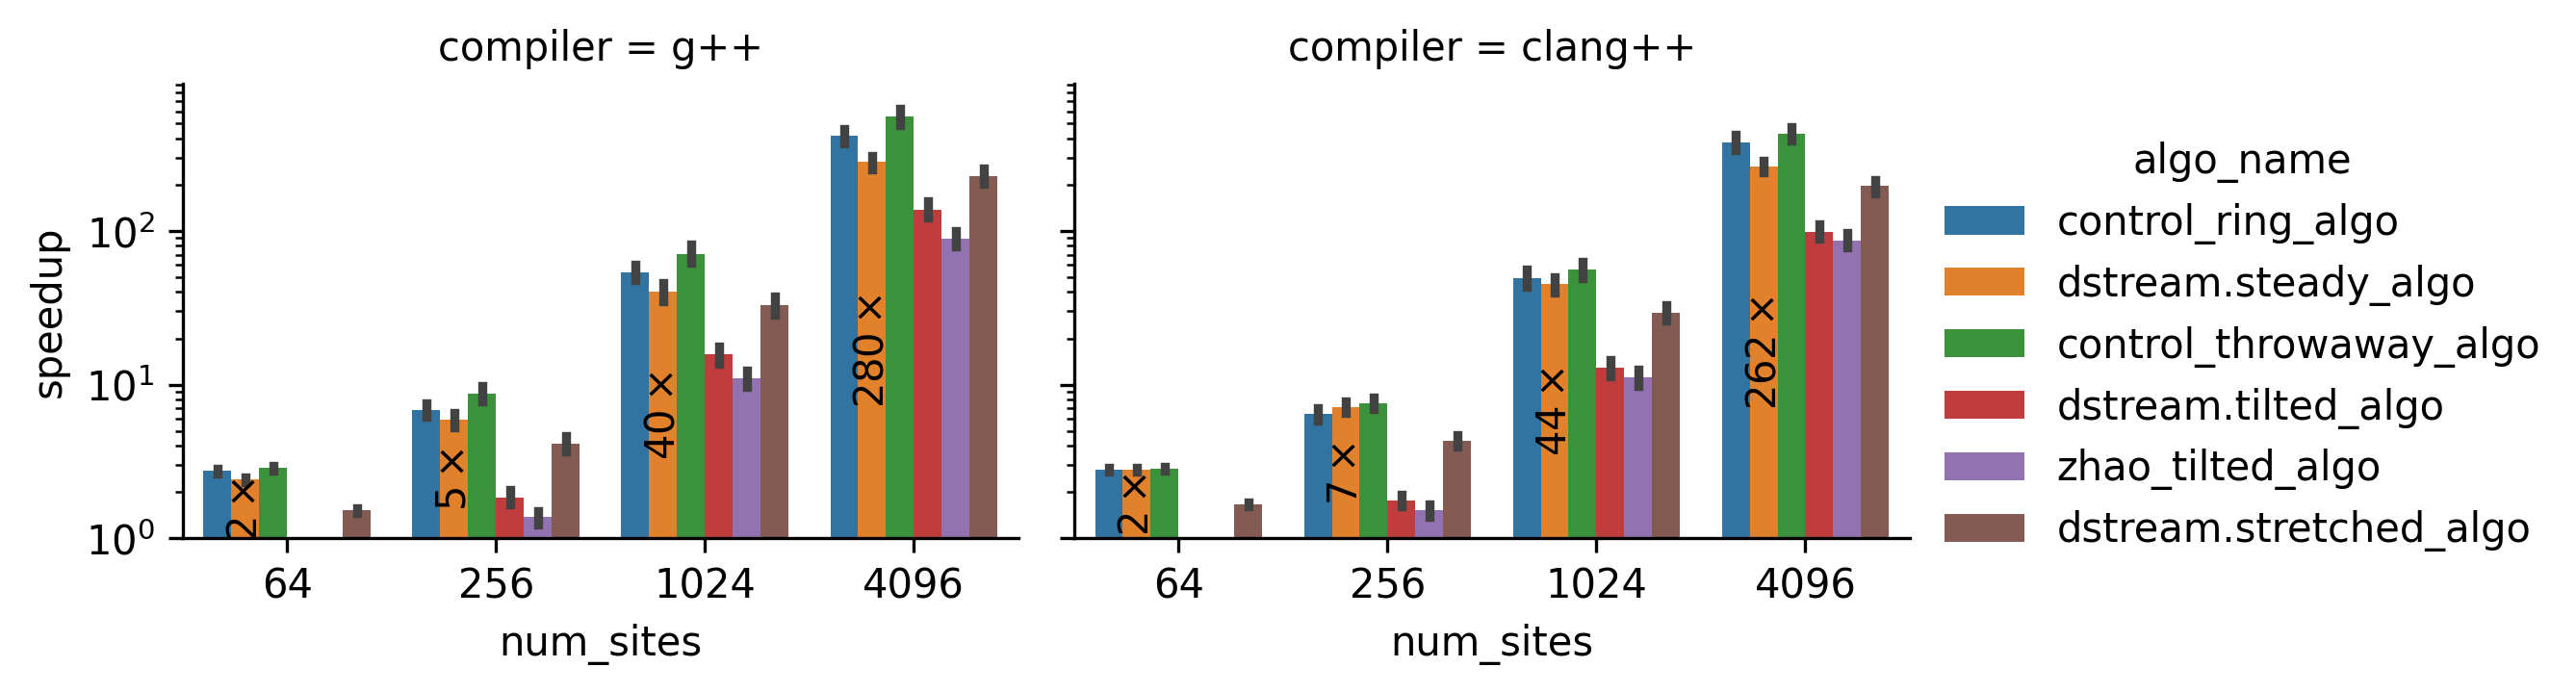 compiler = g++
compiler = clang++
speedup
10²
10¹
10⁰
2 ×
5 ×
40 ×
280 ×
64
256
1024
4096
num_sites
2 ×
7 ×
44 ×
262 ×
64
256
1024
4096
num_sites
algo_name
control_ring_algo
dstream.steady_algo
control_throwaway_algo
dstream.tilted_algo
zhao_tilted_algo
dstream.stretched_algo